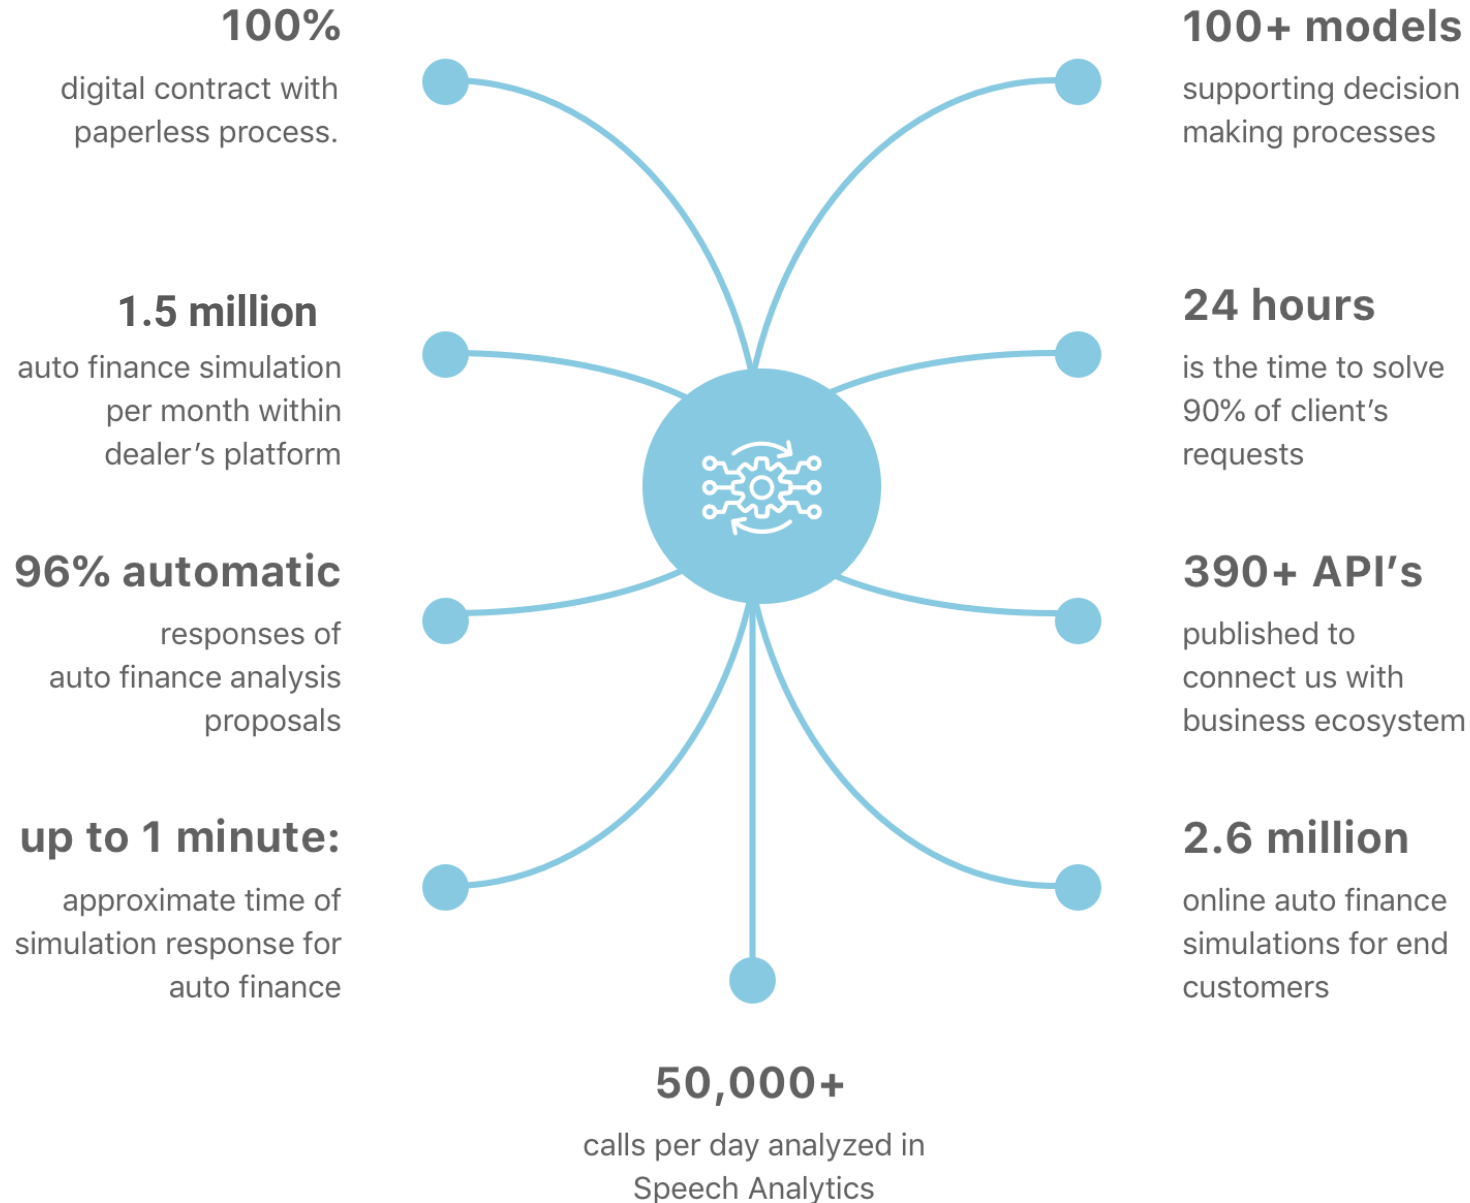 100%
digital contract with
paperless process.
1.5 million
auto finance simulation
per month within
dealer’s platform
96% automatic
responses of
auto finance analysis
proposals
up to 1 minute:
approximate time of
simulation response for
auto finance
50,000+
calls per day analyzed in
Speech Analytics
100+ models
supporting decision
making processes
24 hours
is the time to solve
90% of client’s
requests
390+ API’s
published to
connect us with
business ecosystem
2.6 million
online auto finance
simulations for end
customers